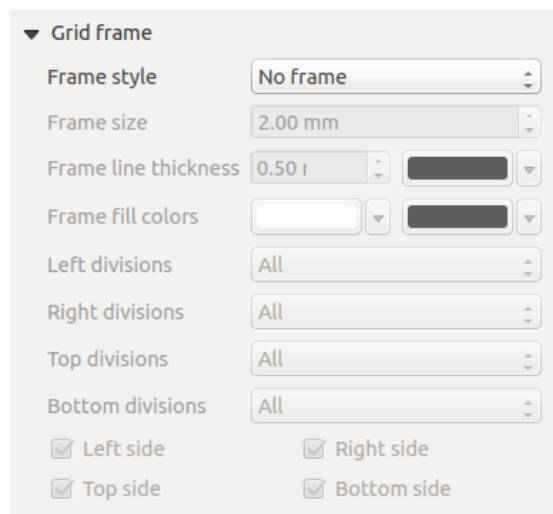 Grid frame
Frame style No frame
Frame size 2.00 mm
Frame line thickness 0.50
Frame fill colors
Left divisions All
Right divisions All
Top divisions All
Bottom divisions All
Left side Right side
Top side Bottom side